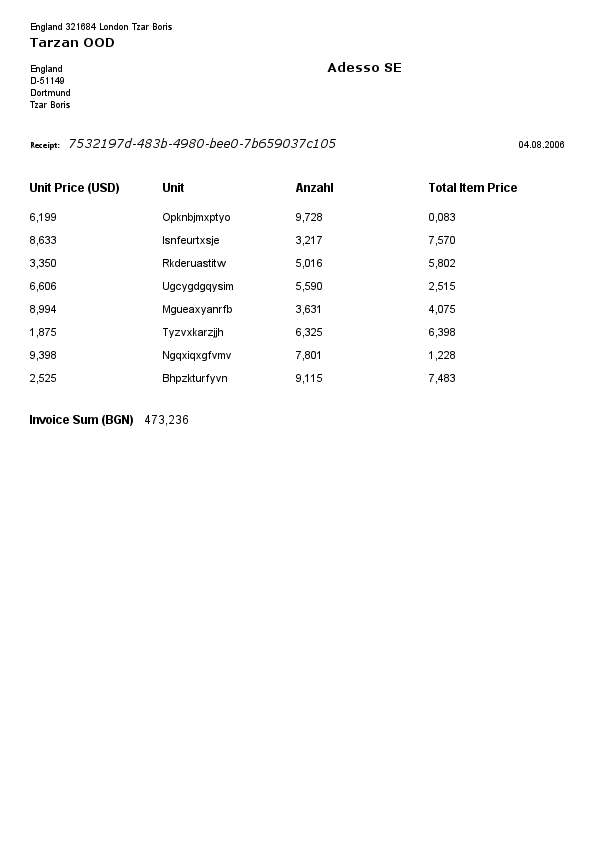 England 321684 London Tzar Boris
Tarzan OOD
England
D-51149
Dortmund
Tzar Boris
Adesso SE
Receipt: 7532197d-483b-4980-bee0-7b659037c105 04.08.2006
Unit Price (USD) Unit Anzahl Total Item Price
6,199 Opknbjmxptyo 9,728 0,083
8,633 Isnfeurtxsje 3,217 7,570
3,350 Rkderuastitw 5,016 5,802
6,606 Ugcygdgqysim 5,590 2,515
8,994 Mgueaxyanrfb 3,631 4,075
1,875 Tyzvxkarzjjh 6,325 6,398
9,398 Ngqxiqxgfvmv 7,801 1,228
2,525 Bhpzkturfyvn 9,115 7,483
Invoice Sum (BGN) 473,236